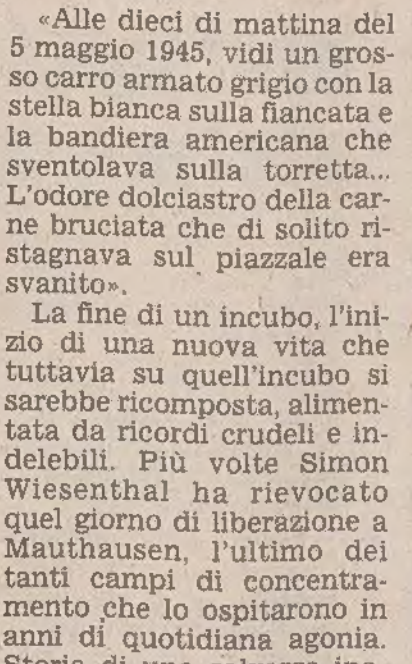 «Alle dieci di mattina del
5 maggio 1945, vidi un gros-
so carro armato grigio con la
stella bianca sulla fiancata e
la bandiera americana che
sventolava sulla torretta...
L'odore dolciastro della car-
ne bruciata che di solito ri-
stagnava sul piazzale era
svanito».
La fine di un incubo, l'ini-
zio di una nuova vita che
tuttavia su quell'incubo si
sarebbe ricomposta, alimen-
tata da ricordi crudeli e in-
delebili. Più volte Simon
Wiesenthal ha rievocato
quel giorno di liberazione a
Mauthausen, l'ultimo dei
tanti campi di concentra-
mento che lo ospitarono in
anni di quotidiana agonia.